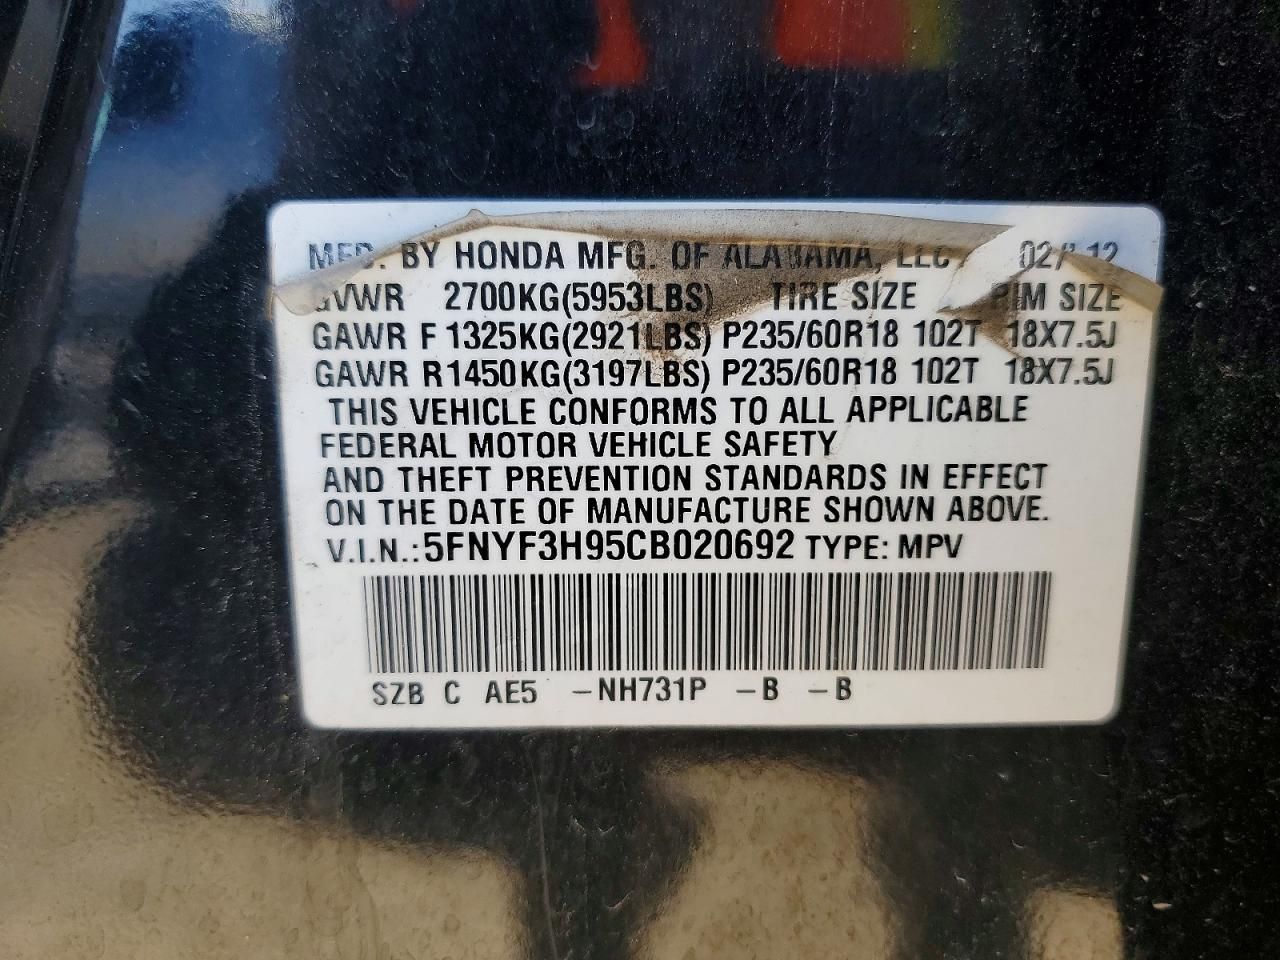 MFD. BY HONDA MFG. OF ALABAMA, LLC 02/12
GVWR 2700KG(5953LBS) TIRE SIZE RIM SIZE
GAWR F 1325KG(2921LBS) P235/60R18 102T 18X7.5J
GAWR R1450KG(3197LBS) P235/60R18 102T 18X7.5J
THIS VEHICLE CONFORMS TO ALL APPLICABLE
FEDERAL MOTOR VEHICLE SAFETY
AND THEFT PREVENTION STANDARDS IN EFFECT
ON THE DATE OF MANUFACTURE SHOWN ABOVE.
V.I.N.:5FNYF3H95CB020692 TYPE: MPV
SZB C AE5 -NH731P -B -B